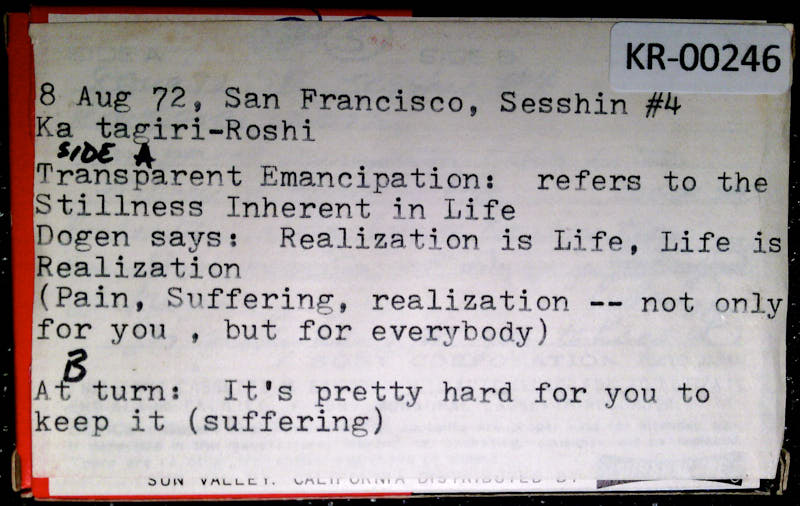 KR-00246
8 Aug 72, San Francisco, Sesshin #4
Ka tagiri-Roshi
SIDE A
Transparent Emancipation: refers to the
Stillness Inherent in Life
Dogen says: Realization is Life, Life is
Realization
(Pain, Suffering, realization -- not only
for you , but for everybody)
B
At turn: It's pretty hard for you to
keep it (suffering)
SUN VALLEY, CALIFORNIA DISTRIBUTED BY